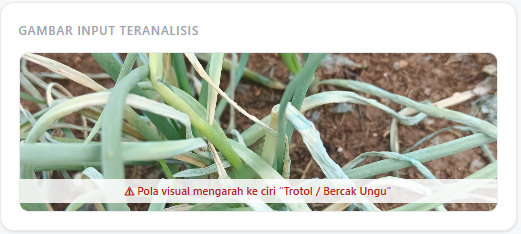 GAMBAR INPUT TERANALISIS
⚠ Pola visual mengarah ke ciri "Trotol / Bercak Ungu"